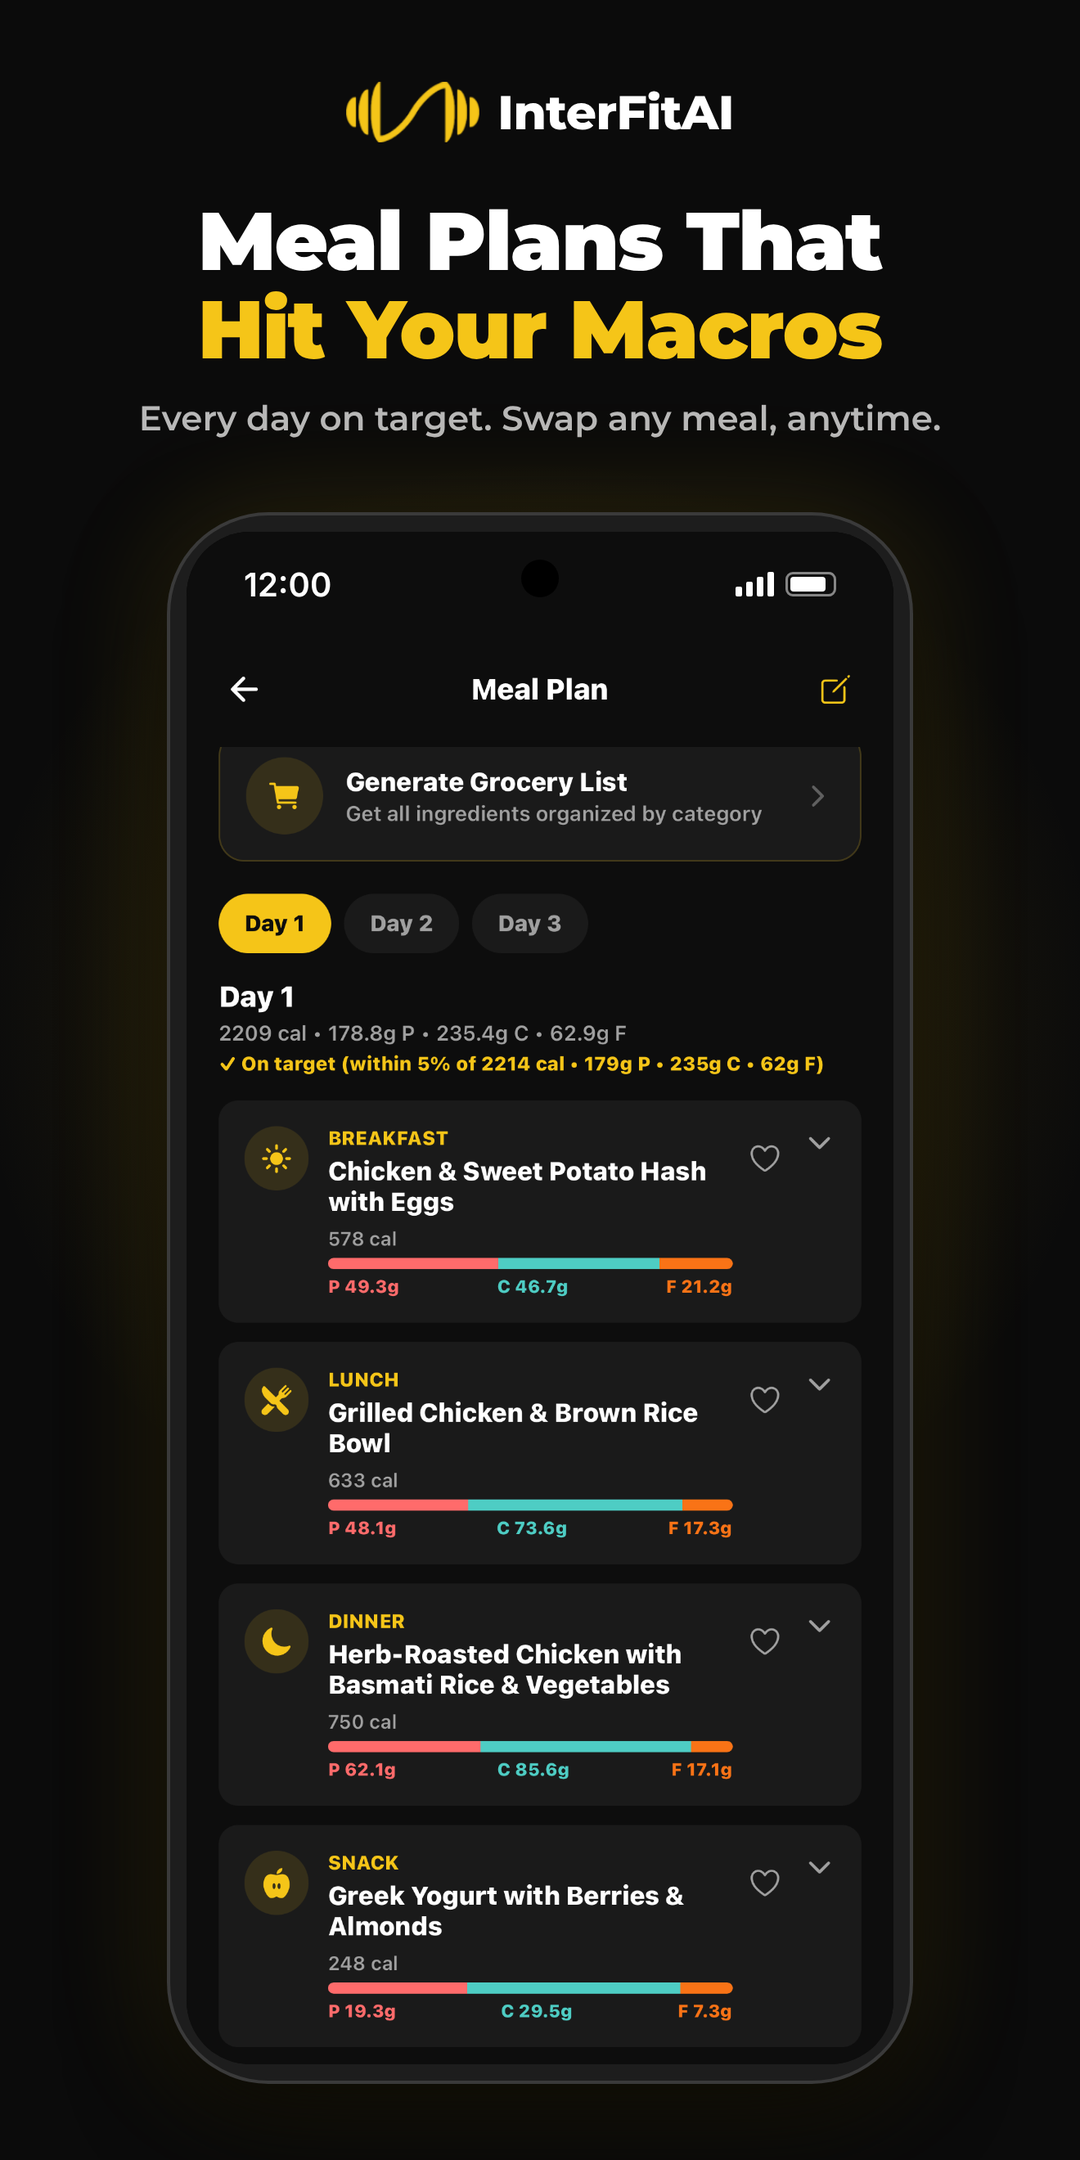 InterFitAI
Meal Plans That
Hit Your Macros
Every day on target. Swap any meal, anytime.
12:00
Meal Plan
Generate Grocery List
Get all ingredients organized by category
Day 1
Day 2
Day 3
Day 1
2209 cal • 178.8g P • 235.4g C • 62.9g F
✓ On target (within 5% of 2214 cal • 179g P • 235g C • 62g F)
BREAKFAST
Chicken & Sweet Potato Hash
with Eggs
578 cal
P 49.3g
C 46.7g
F 21.2g
LUNCH
Grilled Chicken & Brown Rice
Bowl
633 cal
P 48.1g
C 73.6g
F 17.3g
DINNER
Herb-Roasted Chicken with
Basmati Rice & Vegetables
750 cal
P 62.1g
C 85.6g
F 17.1g
SNACK
Greek Yogurt with Berries &
Almonds
248 cal
P 19.3g
C 29.5g
F 7.3g